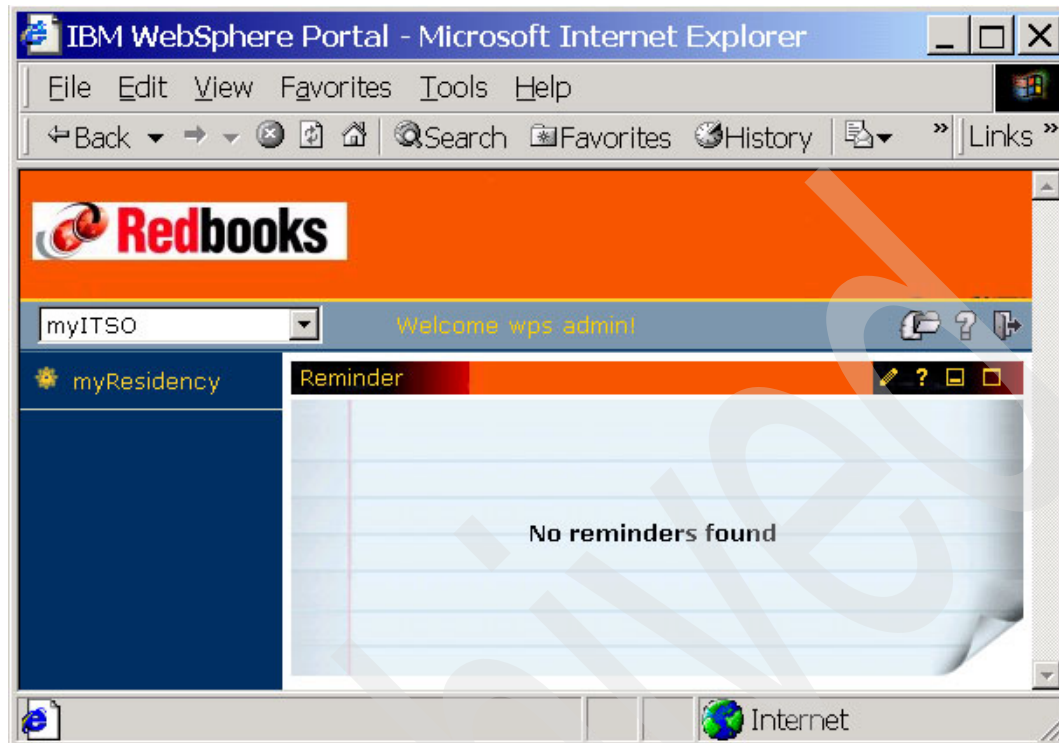 IBM WebSphere Portal - Microsoft Internet Explorer
File Edit View Favorites Tools Help
Back Search Favorites History » Links »
Redbooks
myITSO Welcome wps admin! ?
myResidency
Reminder ?
No reminders found
Internet